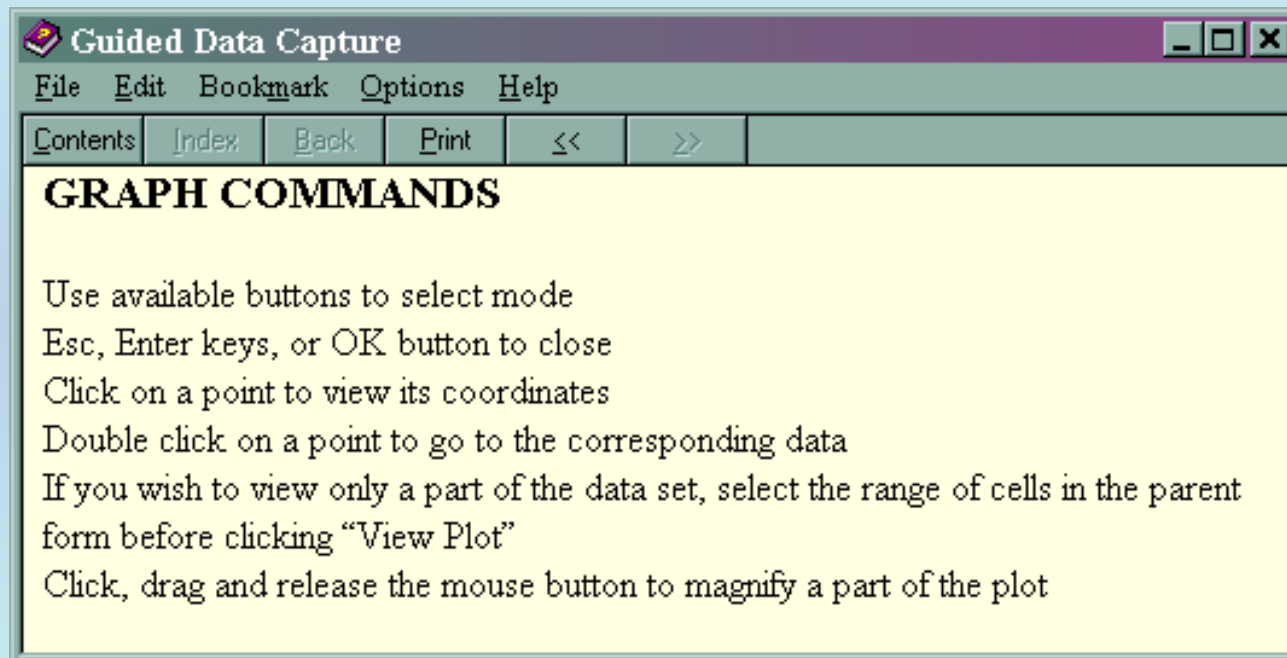 Guided Data Capture
File Edit Bookmark Options Help
Contents Index Back Print << >>
GRAPH COMMANDS
Use available buttons to select mode
Esc, Enter keys, or OK button to close
Click on a point to view its coordinates
Double click on a point to go to the corresponding data
If you wish to view only a part of the data set, select the range of cells in the parent
form before clicking “View Plot”
Click, drag and release the mouse button to magnify a part of the plot